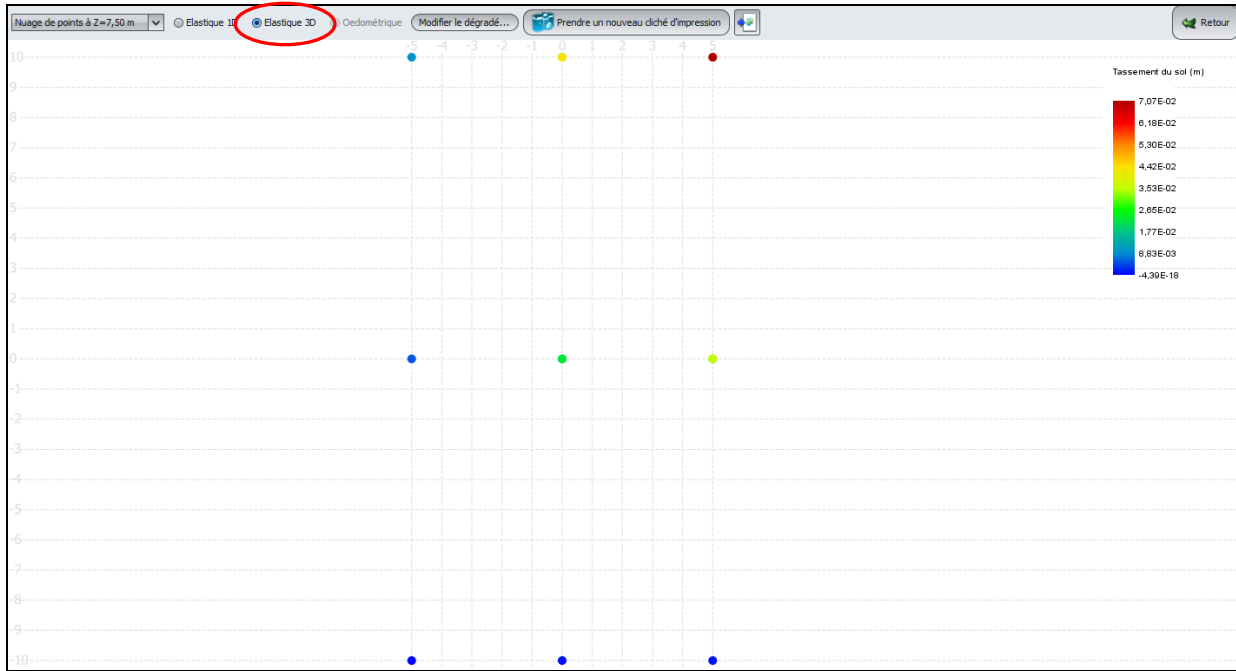 Nuage de points à Z=7,50 m Elastique 1D Elastique 3D Oedométrique Modifier le dégradé... Prendre un nouveau cliché d'impression Retour
-5 -4 -3 -2 -1 0 1 2 3 4 5
10
9
8
7
6
5
4
3
2
1
0
-1
-2
-3
-4
-5
-6
-7
-8
-9
-10
Tassement du sol (m)
7,07E-02
6,18E-02
5,30E-02
4,42E-02
3,53E-02
2,65E-02
1,77E-02
8,83E-03
-4,39E-18